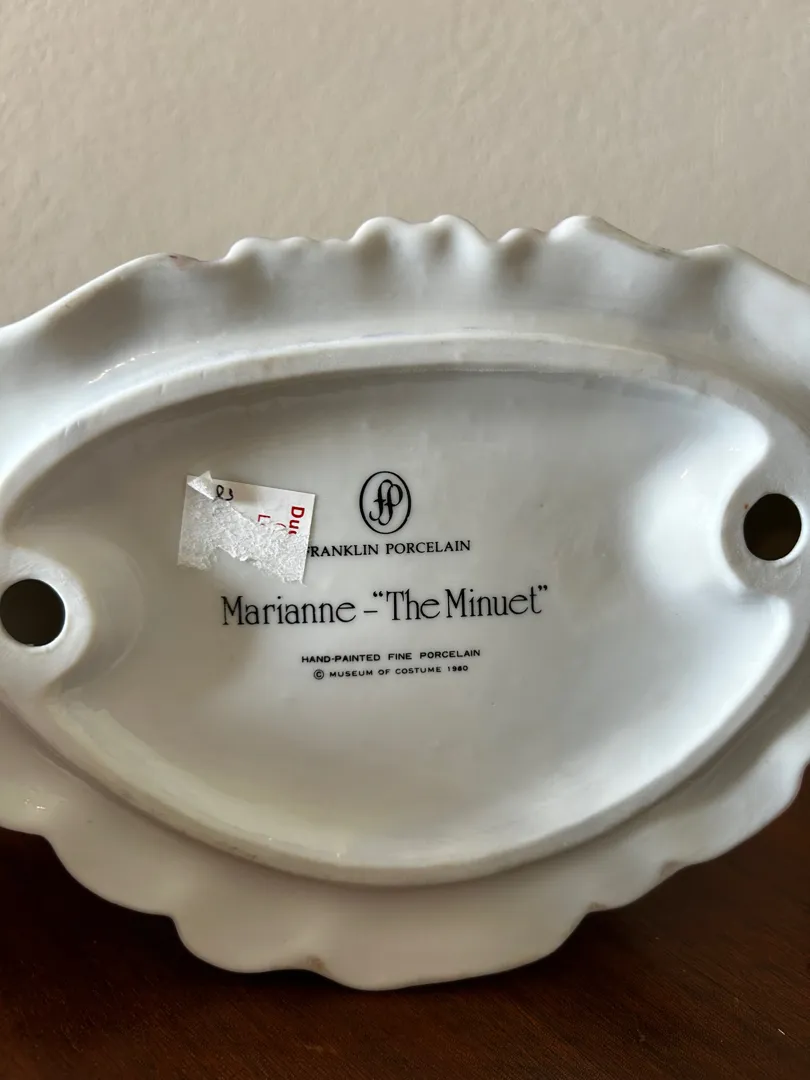 FP
FRANKLIN PORCELAIN
Marianne – “The Minuet”
HAND-PAINTED FINE PORCELAIN
© MUSEUM OF COSTUME 1980